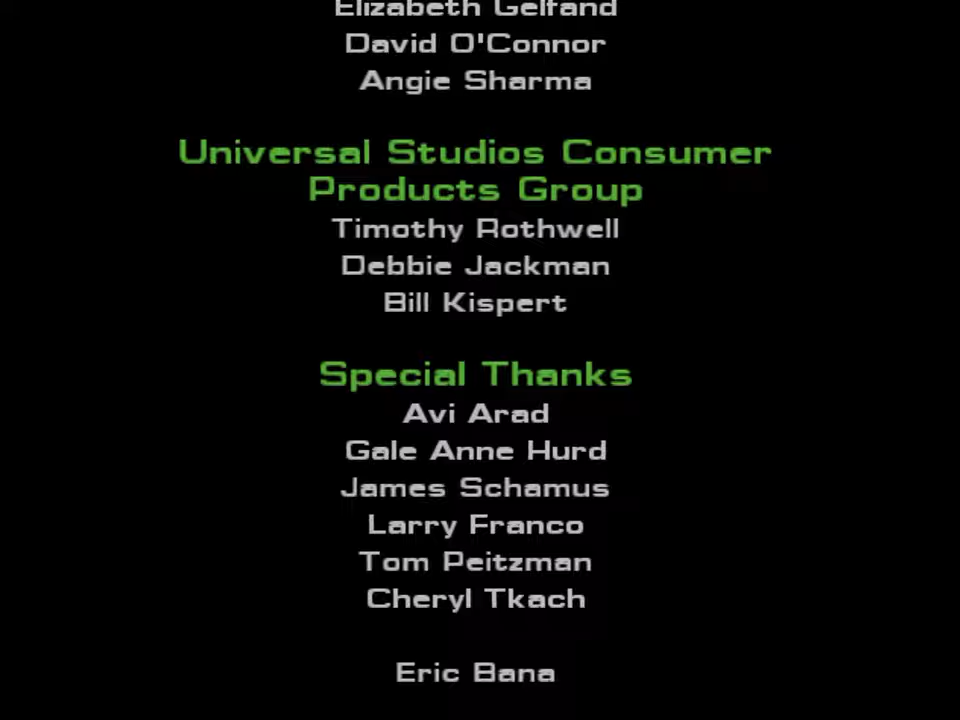 Elizabeth Gelfand
David O'Connor
Angie Sharma
Universal Studios Consumer
Products Group
Timothy Rothwell
Debbie Jackman
Bill Kispert
Special Thanks
Avi Arad
Gale Anne Hurd
James Schamus
Larry Franco
Tom Peitzman
Cheryl Tkach
Eric Bana